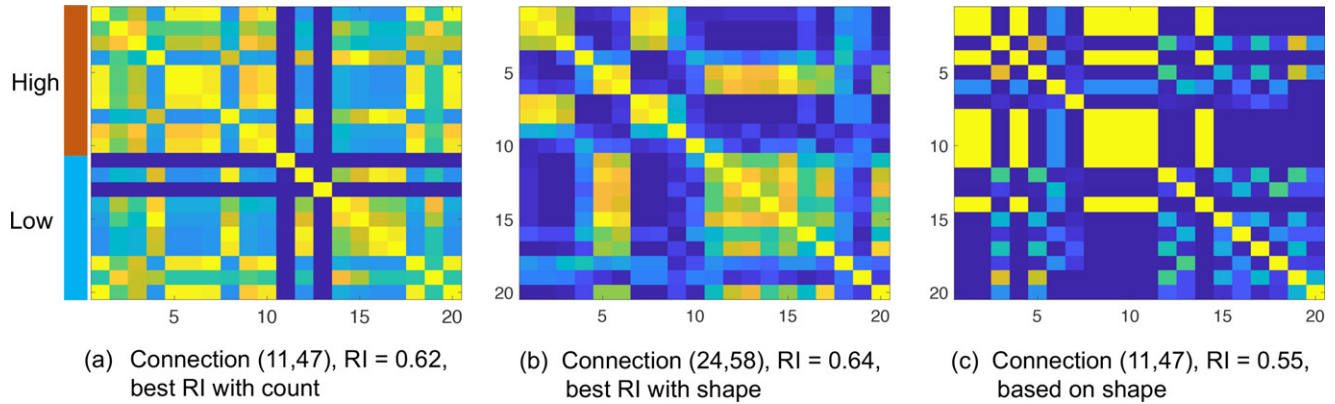 High
Low
5
10
15
20
5
10
15
20
5
10
15
20
5
10
15
20
5
10
15
20
(a) Connection (11,47), RI = 0.62,
best RI with count
(b) Connection (24,58), RI = 0.64,
best RI with shape
(c) Connection (11,47), RI = 0.55,
based on shape